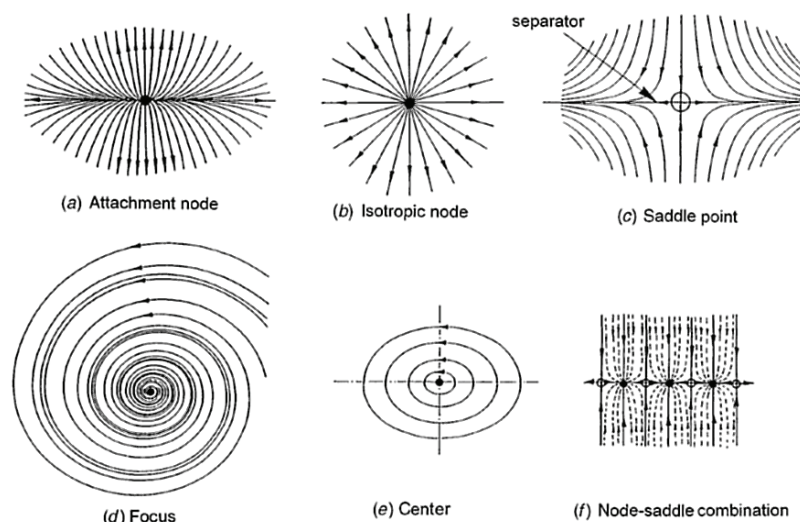 separator
(a) Attachment node
(b) Isotropic node
(c) Saddle point
(d) Focus
(e) Center
(f) Node-saddle combination